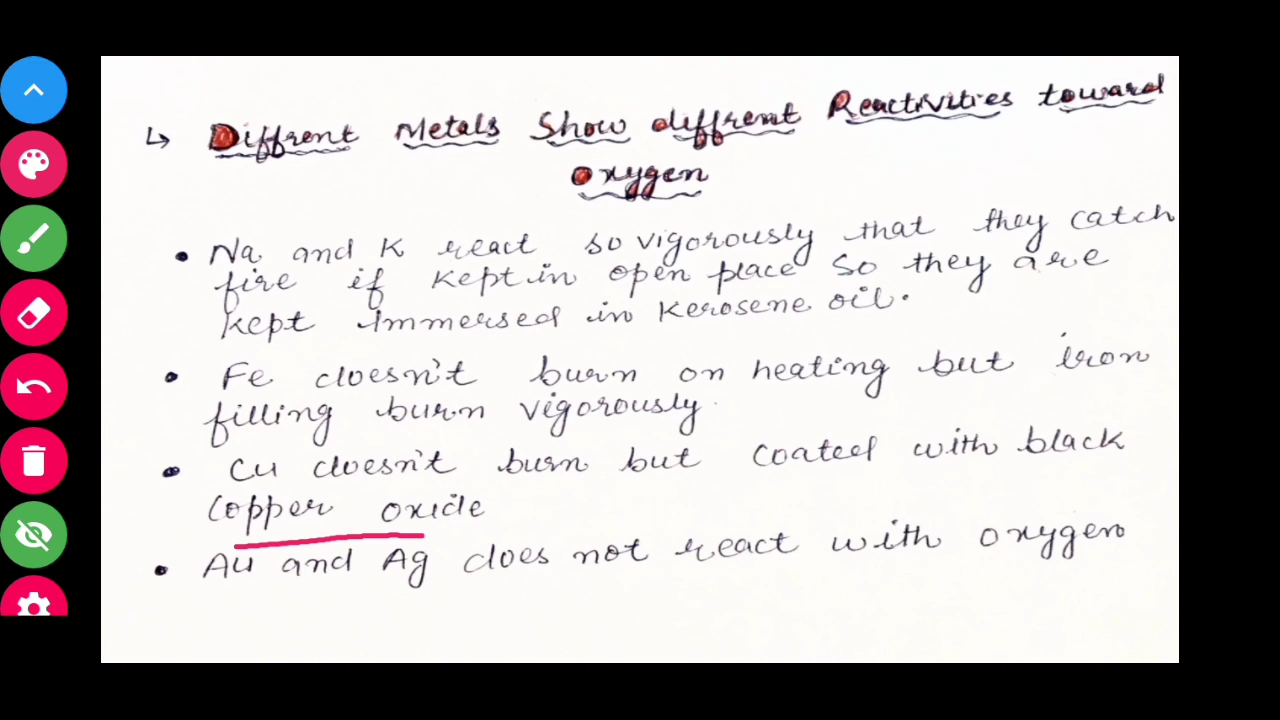 ↳ Diffrent Metals Show diffrent Reactivities toward
Oxygen
• Na and K react so vigorously that they catch
fire if kept in open place so they are
kept immersed in kerosene oil.
• Fe doesn't burn on heating but iron
filling burn vigorously
• Cu doesn't burn but coated with black
Copper oxide
• Au and Ag does not react with oxygen